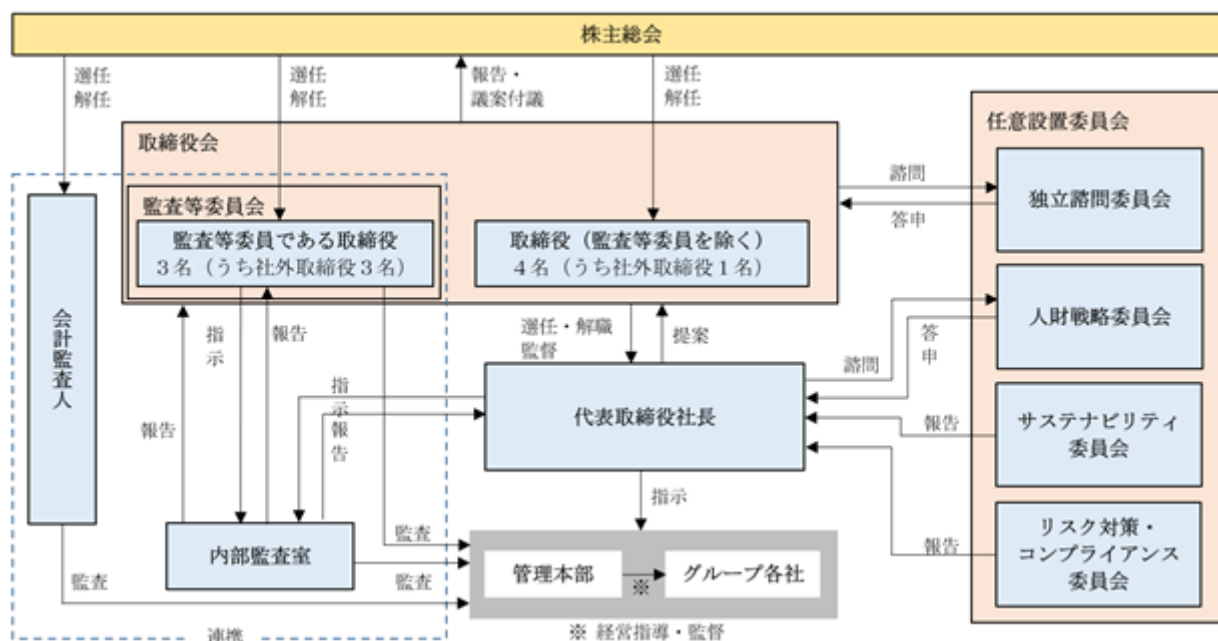 株主総会
選任
解任
選任
解任
報告・
議案付議
選任
解任
取締役会
任意設置委員会
監査等委員会
監査等委員である取締役
3名（うち社外取締役3名）
取締役（監査等委員を除く）
4名（うち社外取締役1名）
諮問
答申
独立諮問委員会
会計監査人
指示
報告
選任・解職
監督
提案
諮問
答申
人財戦略委員会
報告
指示
報告
代表取締役社長
報告
サステナビリティ
委員会
指示
内部監査室
監査
監査
監査
管理本部
※
グループ各社
報告
リスク対策・
コンプライアンス
委員会
連携
※ 経営指導・監督